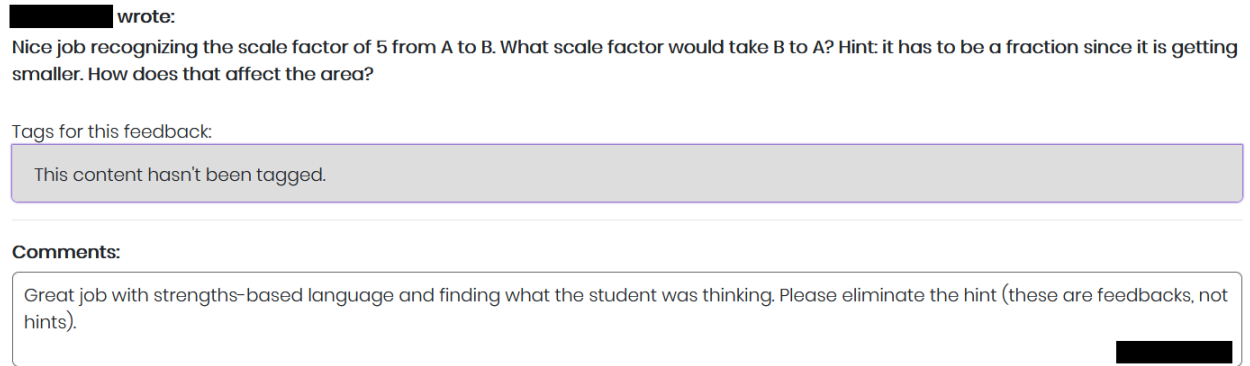 wrote:
Nice job recognizing the scale factor of 5 from A to B. What scale factor would take B to A? Hint: it has to be a fraction since it is getting
smaller. How does that affect the area?
Tags for this feedback:
This content hasn't been tagged.
Comments:
Great job with strengths-based language and finding what the student was thinking. Please eliminate the hint (these are feedbacks, not
hints).